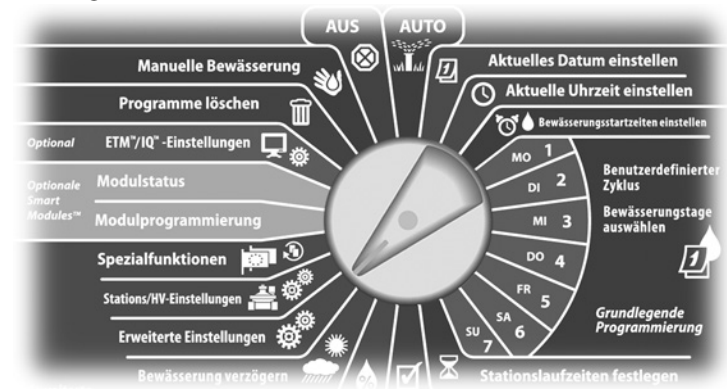 AUS
AUTO
Manuelle Bewässerung
Programme löschen
Optional
ETM™/IQ™ -Einstellungen
Optionale
Smart
Modules™
Modulstatus
Modulprogrammierung
Spezialfunktionen
Stations/HV-Einstellungen
Erweiterte Einstellungen
Bewässerung verzögern
1
Aktuelles Datum einstellen
Aktuelle Uhrzeit einstellen
Bewässerungsstartzeiten einstellen
MO 1
DI 2
MI 3
DO 4
FR 5
SA 6
SU 7
Benutzerdefinierter
Zyklus
Bewässerungstage
auswählen
1
Grundlegende
Programmierung
Stationslaufzeiten festlegen
%